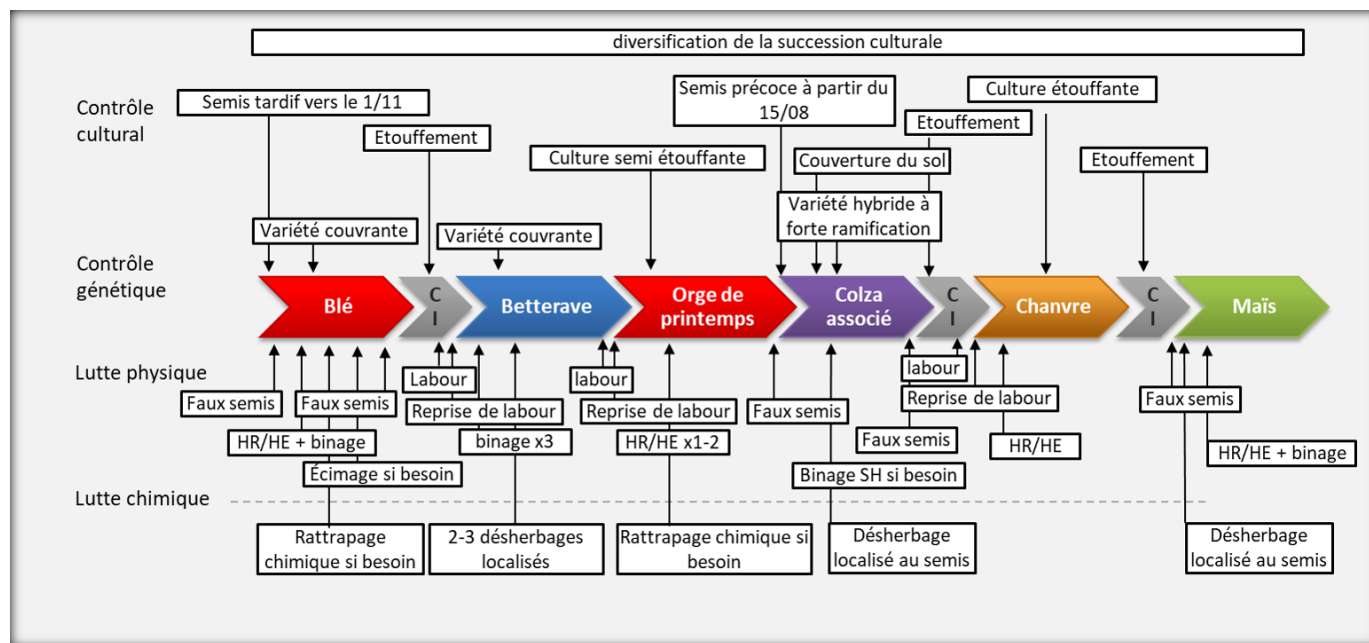 diversification de la succession culturale
Contrôle
cultural
Semis tardif vers le 1/11
Etouffement
Culture semi étouffante
Semis précoce à partir du
15/08
Couverture du sol
Variété hybride à
forte ramification
Etouffement
Culture étouffante
Etouffement
Contrôle
génétique
Variété couvrante
Variété couvrante
Blé
C
I
Betterave
Orge de
printemps
Colza
associé
C
I
Chanvre
C
I
Maïs
Lutte physique
Faux semis
Faux semis
HR/HE + binage
Écimage si besoin
Labour
Reprise de labour
binage x3
labour
Reprise de labour
HR/HE x1-2
Faux semis
Binage SH si besoin
Faux semis
labour
Reprise de labour
HR/HE
Faux semis
HR/HE + binage
Lutte chimique
Rattrapage
chimique si besoin
2-3 désherbages
localisés
Rattrapage chimique si
besoin
Désherbage
localisé au semis
Désherbage
localisé au semis